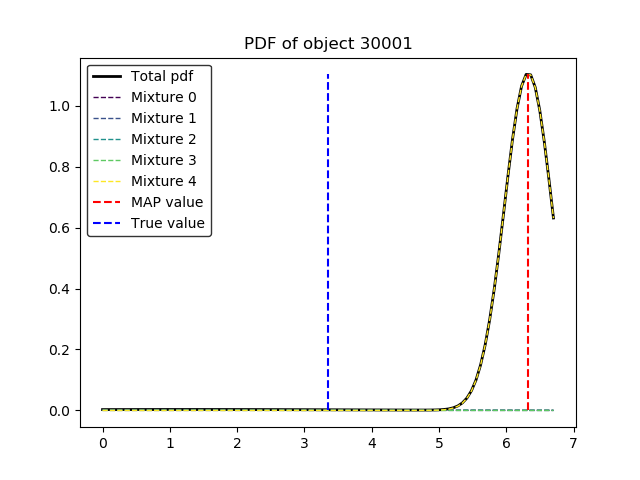 PDF of object 30001
Total pdf
Mixture 0
Mixture 1
Mixture 2
Mixture 3
Mixture 4
MAP value
True value
1.0
0.8
0.6
0.4
0.2
0.0
0 1 2 3 4 5 6 7